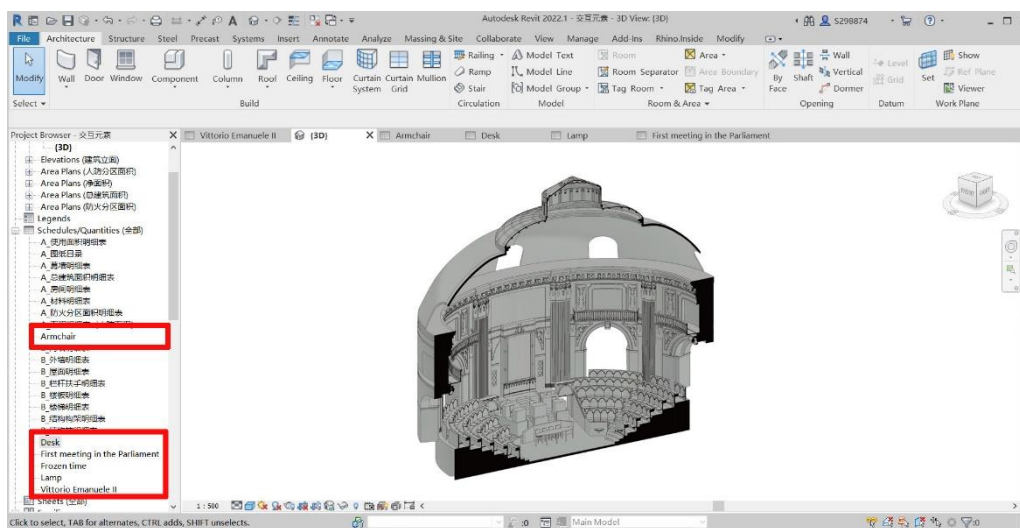 Autodesk Revit 2022.1 - 交互元素 - 3D View: {3D}
S298874
File Architecture Structure Steel Precast Systems Insert Annotate Analyze Massing & Site Collaborate View Manage Add-Ins Rhino.Inside Modify
Modify Wall Door Window Component Column Roof Ceiling Floor Curtain System Curtain Grid Mullion
Railing Model Text Room Area Wall Level Show
Ramp Model Line Room Separator Area Boundary Vertical Grid Ref Plane
Stair Model Group Tag Room Tag Area By Face Shaft Dormer Set Viewer
Select Build Circulation Model Room & Area Opening Datum Work Plane
Project Browser - 交互元素
Vittorio Emanuele II {3D} Armchair Desk Lamp First meeting in the Parliament
{3D}
Elevations (建筑立面)
Area Plans (人防分区面积)
Area Plans (净面积)
Area Plans (总建筑面积)
Area Plans (防火分区面积)
Legends
Schedules/Quantities (全部)
A_使用面积明细表
A_图纸目录
A_总建筑面积明细表
A_房间明细表
A_材料明细表
A_防火分区面积明细表
Armchair
B_外墙明细表
B_屋面明细表
B_栏杆扶手明细表
B_楼板明细表
B_楼梯明细表
B_结构构架明细表
Desk
First meeting in the Parliament
Frozen time
Lamp
Vittorio Emanuele II
Sheets (全部)
1 : 500
Click to select, TAB for alternates, CTRL adds, SHIFT unselects.
:0 Main Model :0